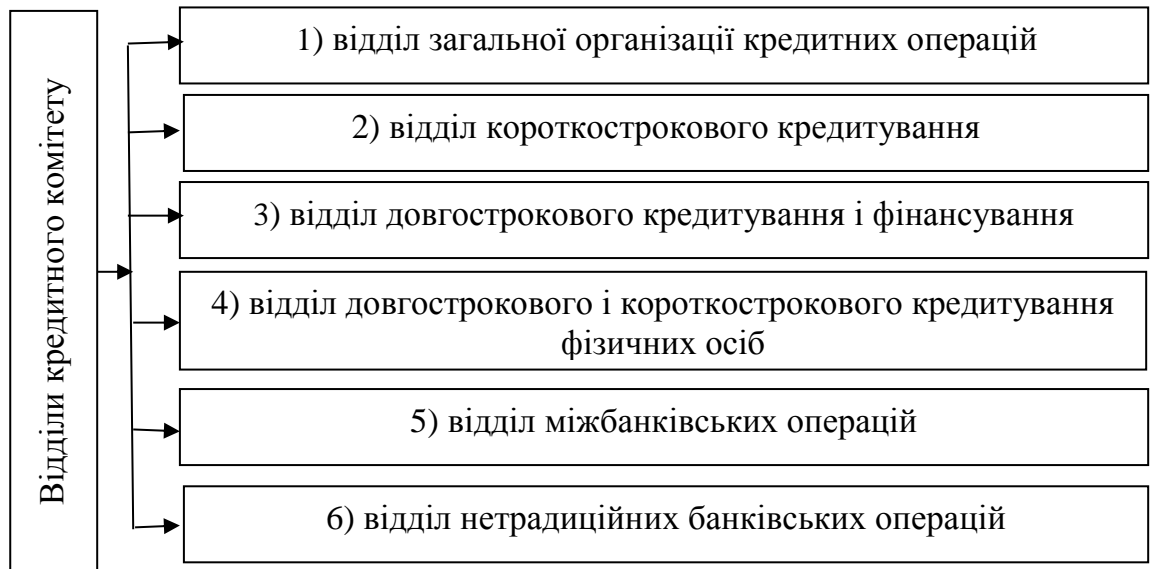 Відділи кредитного комітету
1) відділ загальної організації кредитних операцій
2) відділ короткострокового кредитування
3) відділ довгострокового кредитування і фінансування
4) відділ довгострокового і короткострокового кредитування
фізичних осіб
5) відділ міжбанківських операцій
6) відділ нетрадиційних банківських операцій